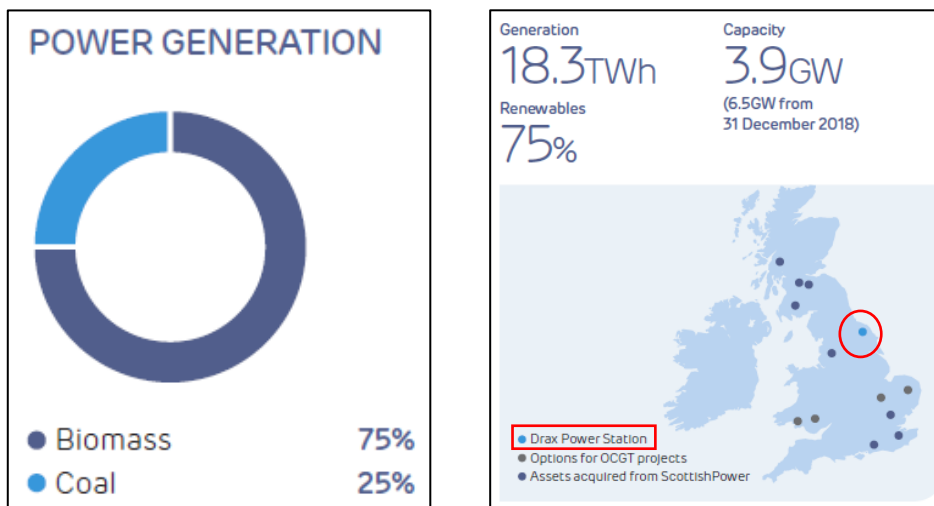 POWER GENERATION
Biomass 75%
Coal 25%
Generation
18.3TWh
Renewables
75%
Capacity
3.9GW
(6.5GW from
31 December 2018)
Drax Power Station
Options for OCGT projects
Assets acquired from ScottishPower